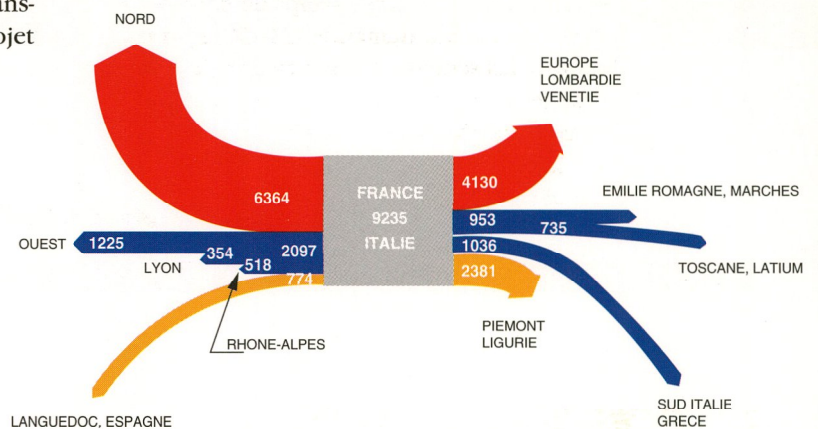 ans-
ojet
NORD
EUROPE
LOMBARDIE
VENETIE
6364
FRANCE
9235
ITALIE
4130
EMILIE ROMAGNE, MARCHES
953
735
OUEST
1225
354
2097
1036
LYON
518
774
2381
TOSCANE, LATIUM
RHONE-ALPES
PIEMONT
LIGURIE
LANGUEDOC, ESPAGNE
SUD ITALIE
GRECE